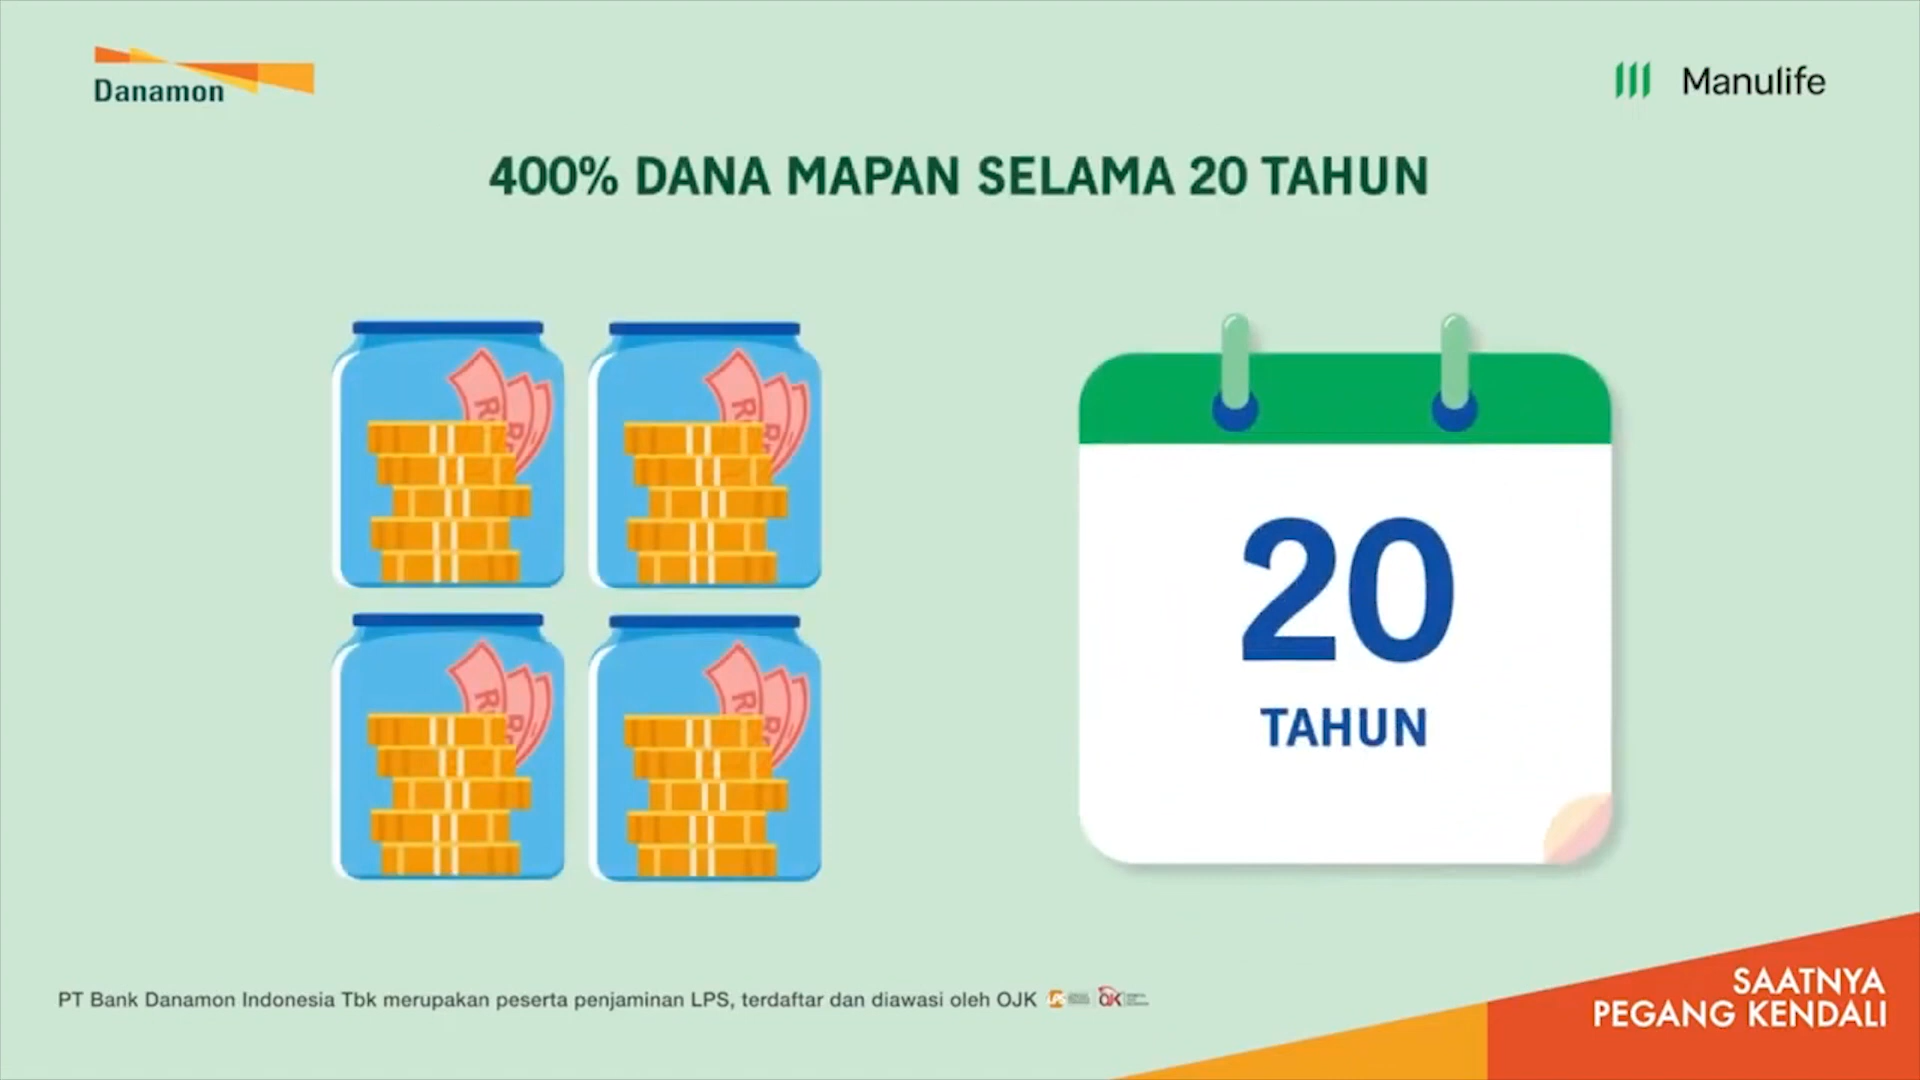 Danamon
Manulife
400% DANA MAPAN SELAMA 20 TAHUN
20
TAHUN
PT Bank Danamon Indonesia Tbk merupakan peserta penjaminan LPS, terdaftar dan diawasi oleh OJK
SAATNYA
PEGANG KENDALI